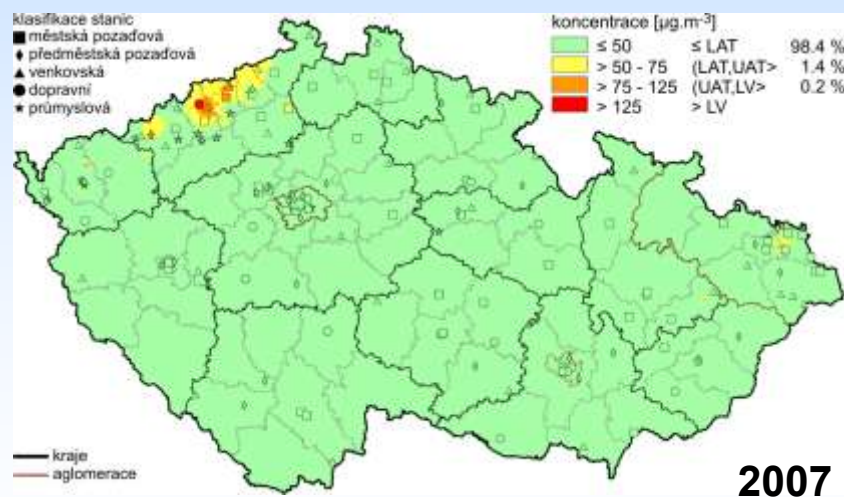 klasifikace stanic
městská pozaďová
předměstská pozaďová
venkovská
dopravní
průmyslová
koncentrace [µg.m-3]
≤ 50 ≤ LAT 98.4 %
> 50 - 75 (LAT,UAT> 1.4 %
> 75 - 125 (UAT,LV> 0.2 %
> 125 > LV
kraje
aglomerace
2007